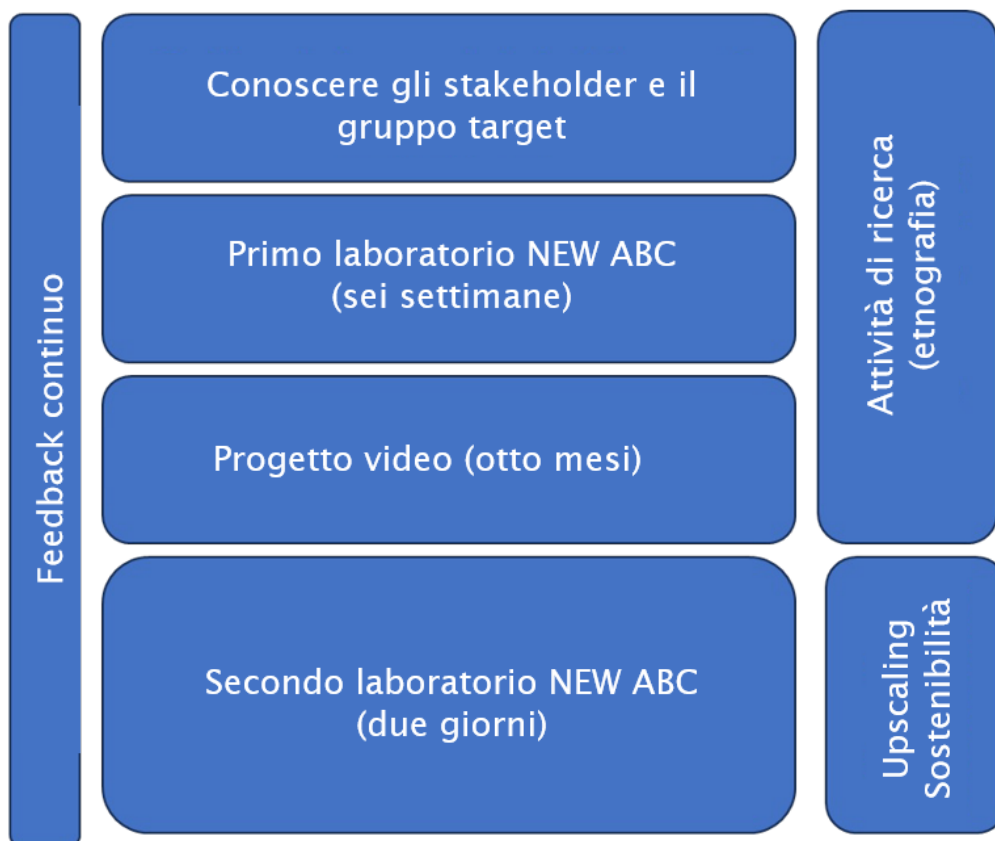 Feedback continuo
Conoscere gli stakeholder e il
gruppo target
Primo laboratorio NEW ABC
(sei settimane)
Progetto video (otto mesi)
Secondo laboratorio NEW ABC
(due giorni)
Attività di ricerca
(etnografia)
Upscaling
Sostenibilità